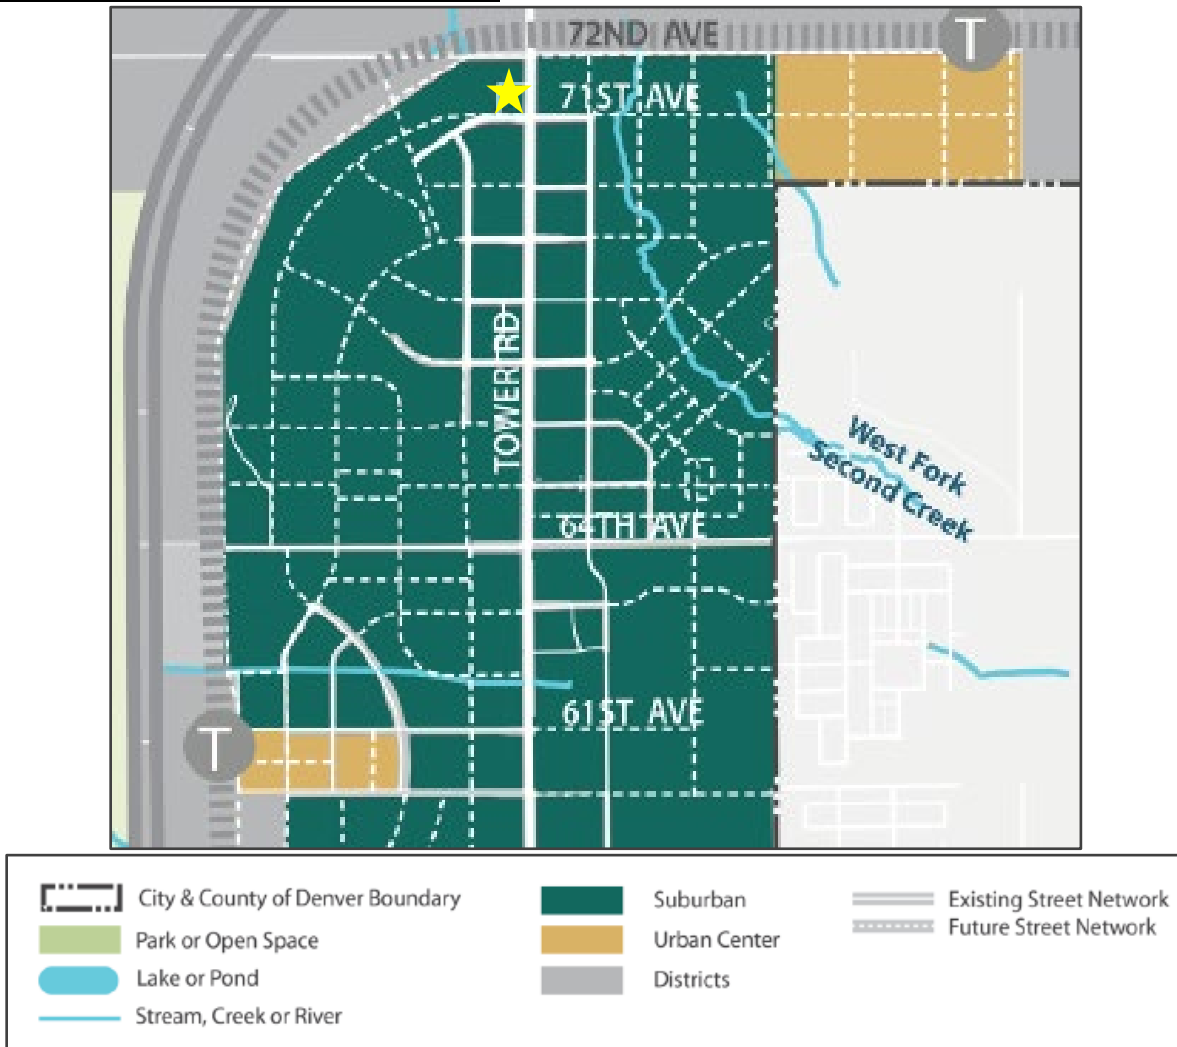 72ND AVE
T
71ST AVE
TOWER RD
West Fork
Second Creek
64TH AVE
61ST AVE
T
City & County of Denver Boundary
Park or Open Space
Lake or Pond
Stream, Creek or River
Suburban
Urban Center
Districts
Existing Street Network
Future Street Network